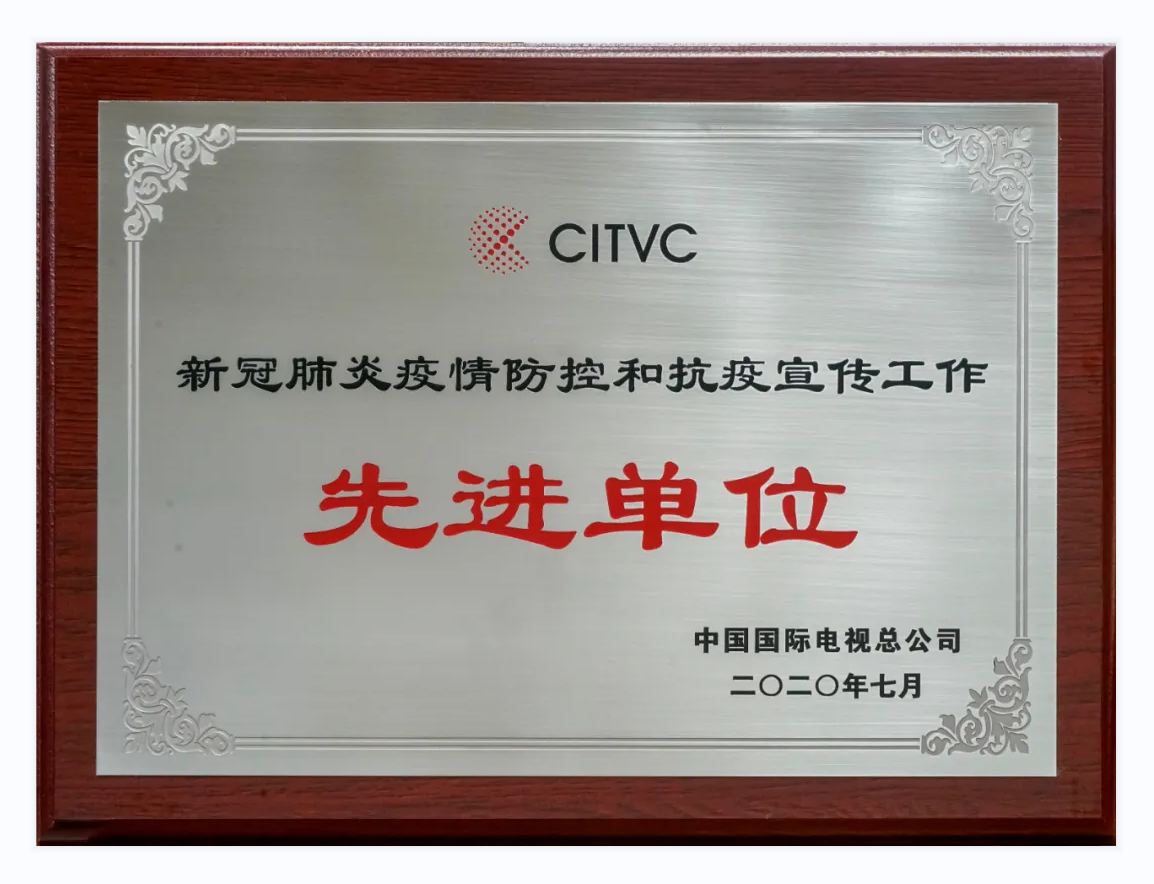 CITVC
新冠肺炎疫情防控和抗疫宣传工作
先进单位
中国国际电视总公司
二〇二〇年七月